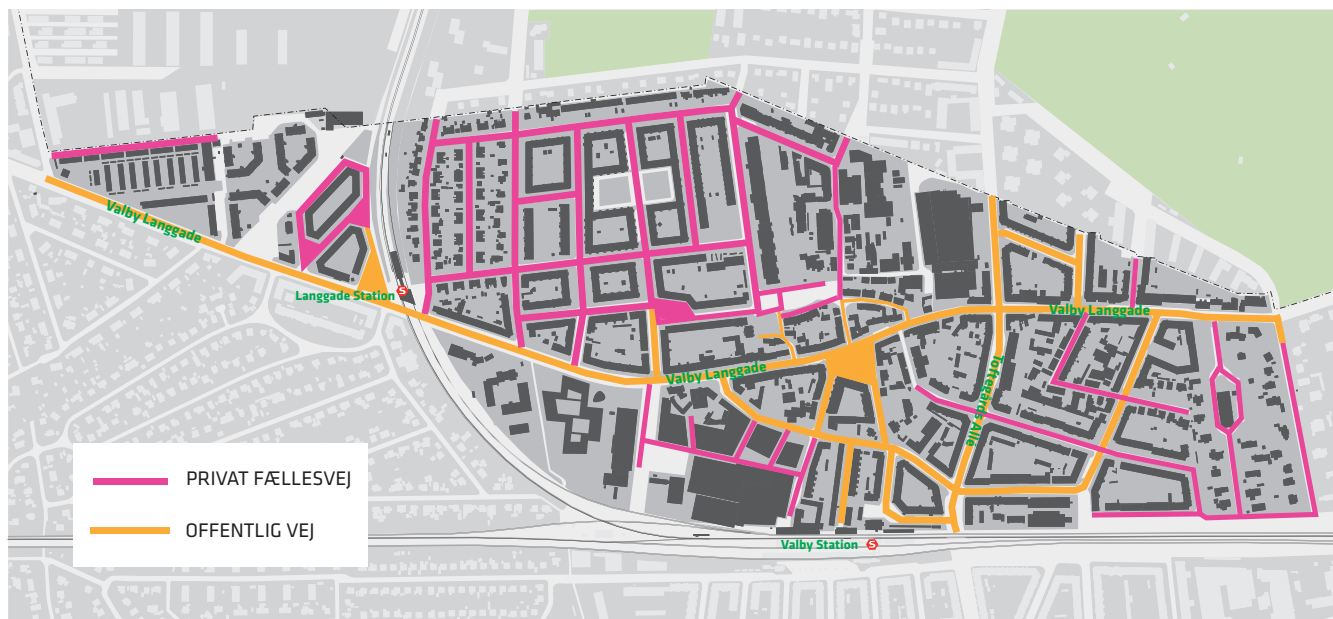 Valby Langgade
Langgade Station S
Valby Langgade
Valby Langgade
Toftegårds Allé
PRIVAT FÆLLESVEJ
OFFENTLIG VEJ
Valby Station S